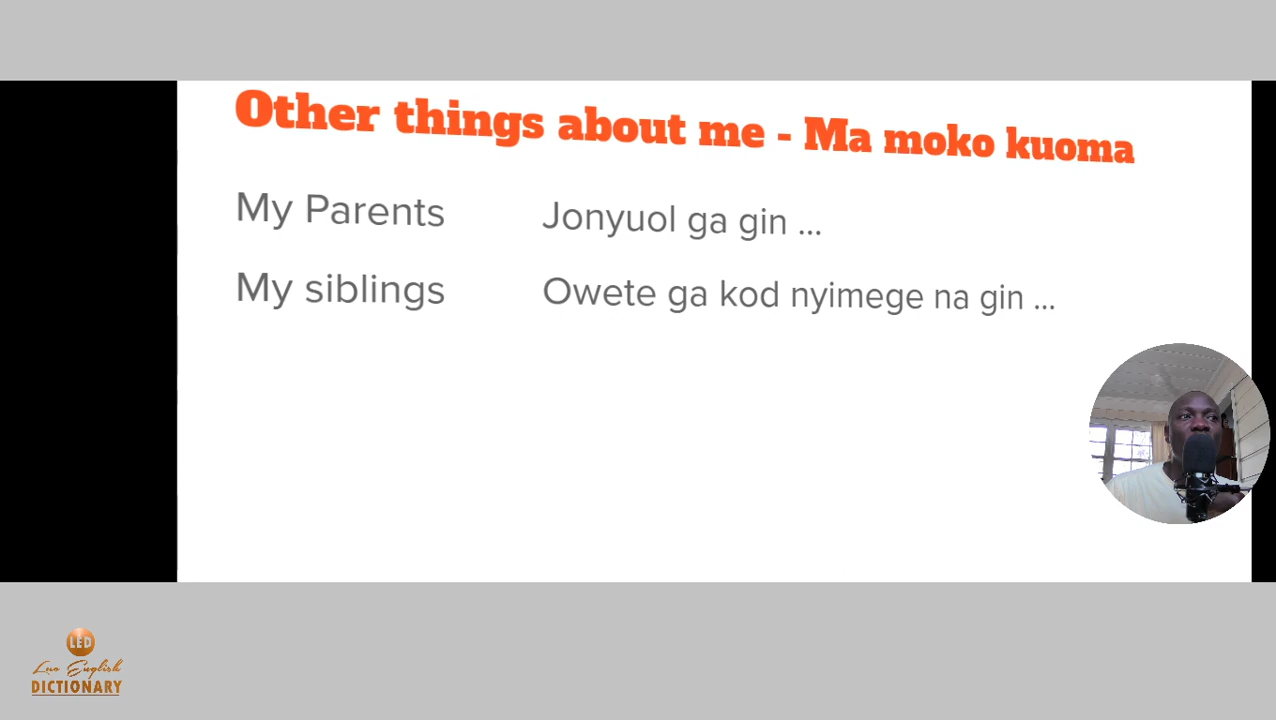 Other things about me - Ma moko kuoma
My Parents Jonyuol ga gin ...
My siblings Owete ga kod nyimege na gin ...
LED
Luo English
DICTIONARY